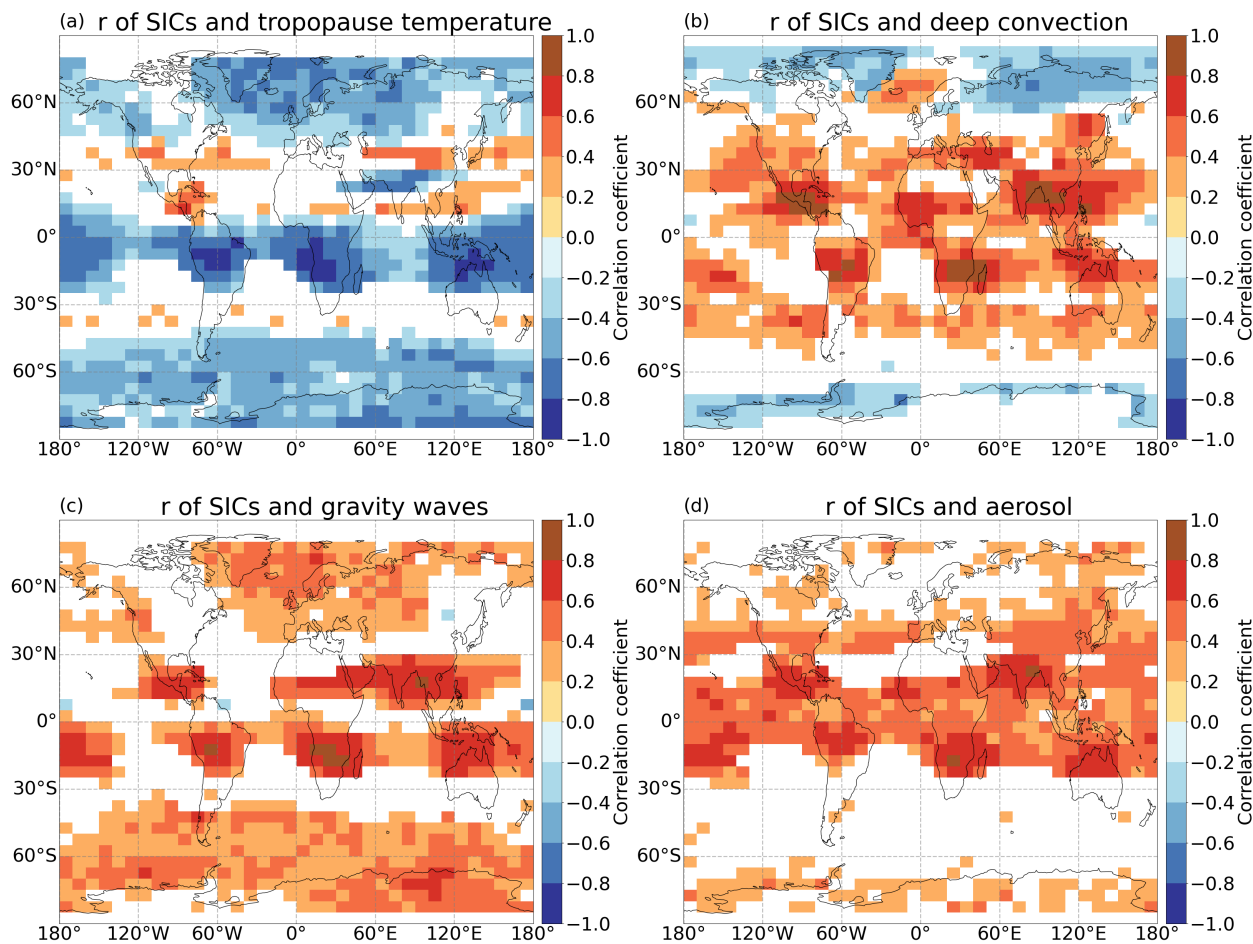 (a) r of SICs and tropopause temperature
60°N
30°N
0°
30°S
60°S
180° 120°W 60°W 0° 60°E 120°E 180°
1.0
0.8
0.6
0.4
0.2
0.0
−0.2
−0.4
−0.6
−0.8
−1.0
Correlation coefficient
(b) r of SICs and deep convection
60°N
30°N
0°
30°S
60°S
180° 120°W 60°W 0° 60°E 120°E 180°
1.0
0.8
0.6
0.4
0.2
0.0
−0.2
−0.4
−0.6
−0.8
−1.0
Correlation coefficient
(c) r of SICs and gravity waves
60°N
30°N
0°
30°S
60°S
180° 120°W 60°W 0° 60°E 120°E 180°
1.0
0.8
0.6
0.4
0.2
0.0
−0.2
−0.4
−0.6
−0.8
−1.0
Correlation coefficient
(d) r of SICs and aerosol
60°N
30°N
0°
30°S
60°S
180° 120°W 60°W 0° 60°E 120°E 180°
1.0
0.8
0.6
0.4
0.2
0.0
−0.2
−0.4
−0.6
−0.8
−1.0
Correlation coefficient